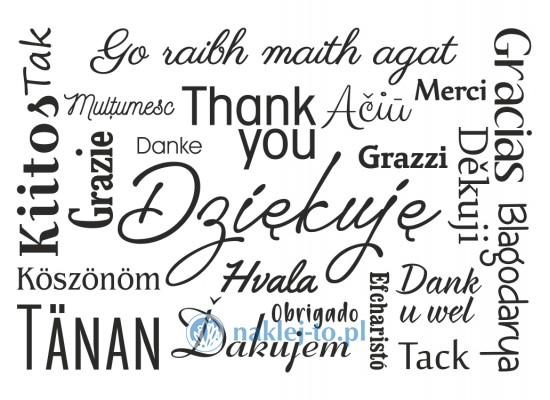 Tak
Go raibh maith agat
Gracias
Kiitos
Mulţumesc
Thank
you
Ačiū
Merci
Grazie
Danke
Grazzi
Děkuji
Dziękuję
Blagodarya
Köszönöm
Hvala
Efcharistó
Dank
u wel
Obrigado
TÄNAN
Ďakujem
naklej-to.pl
Tack